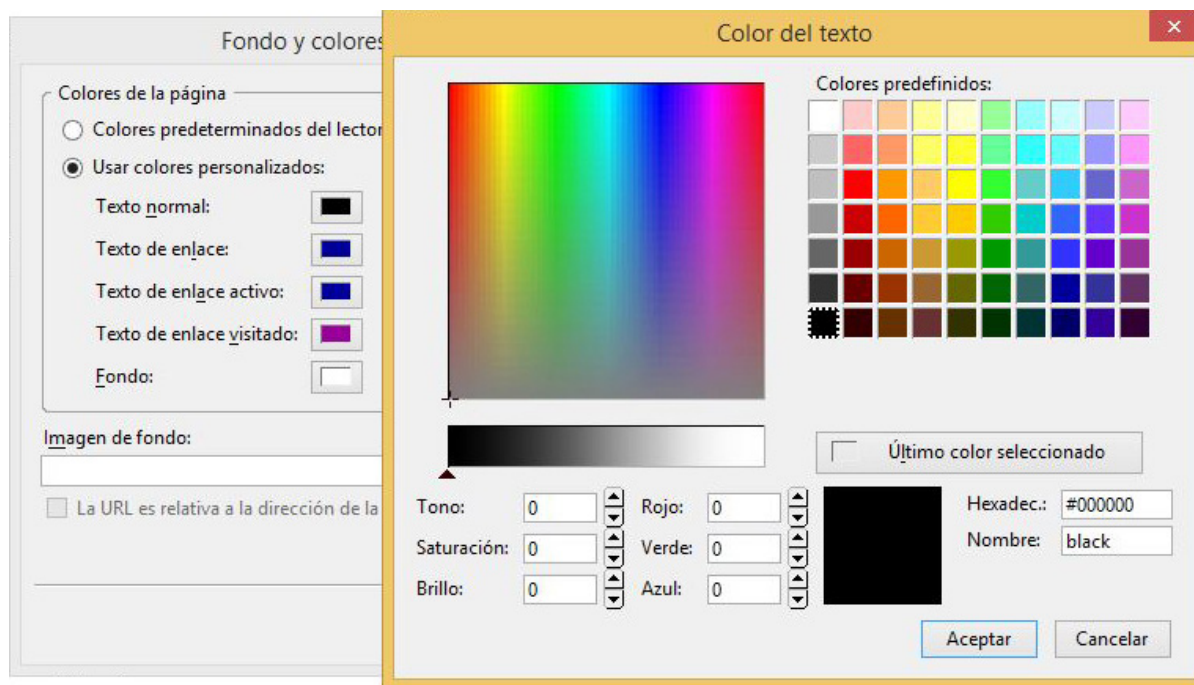 Fondo y colores
Colores de la página
Colores predeterminados del lector
Usar colores personalizados:
Texto normal:
Texto de enlace:
Texto de enlace activo:
Texto de enlace visitado:
Fondo:
Imagen de fondo:
La URL es relativa a la dirección de la
Color del texto
Colores predefinidos:
Último color seleccionado
Tono: 0 Rojo: 0 Hexadec.: #000000
Saturación: 0 Verde: 0 Nombre: black
Brillo: 0 Azul: 0
Aceptar Cancelar